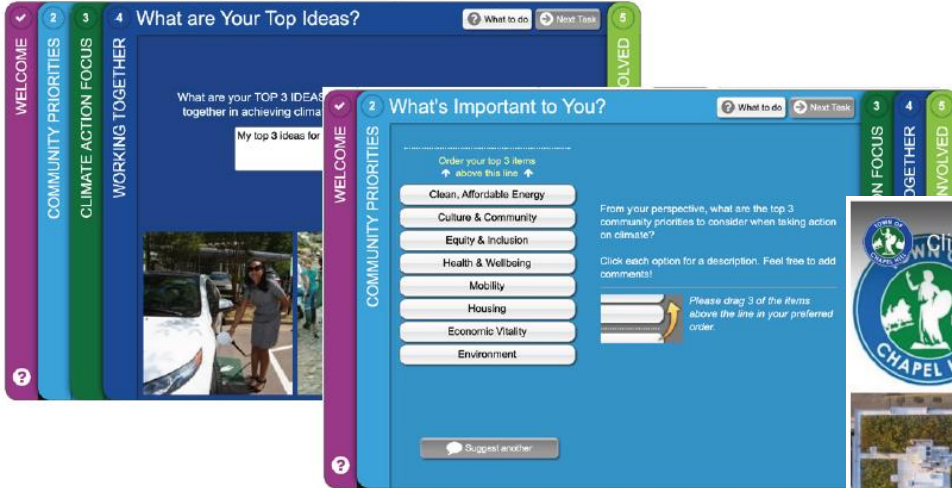 WELCOME
2
COMMUNITY PRIORITIES
3
CLIMATE ACTION FOCUS
4
WORKING TOGETHER
What are Your Top Ideas?
? What to do
Next Task
5
OLVED
What are your TOP 3 IDEAS
together in achieving clima
My top 3 ideas for
?
WELCOME
2
COMMUNITY PRIORITIES
What's Important to You?
? What to do
Next Task
3
N FOCUS
4
OGETHER
5
NVOLVED
Order your top 3 items
above this line
Clean, Affordable Energy
Culture & Community
Equity & Inclusion
Health & Wellbeing
Mobility
Housing
Economic Vitality
Environment
Suggest another
From your perspective, what are the top 3
community priorities to consider when taking action
on climate?
Click each option for a description. Feel free to add
comments!
Please drag 3 of the items
above the line in your preferred
order.
?
TOWN OF
CHAPEL HILL
Cli
CHAPEL HI